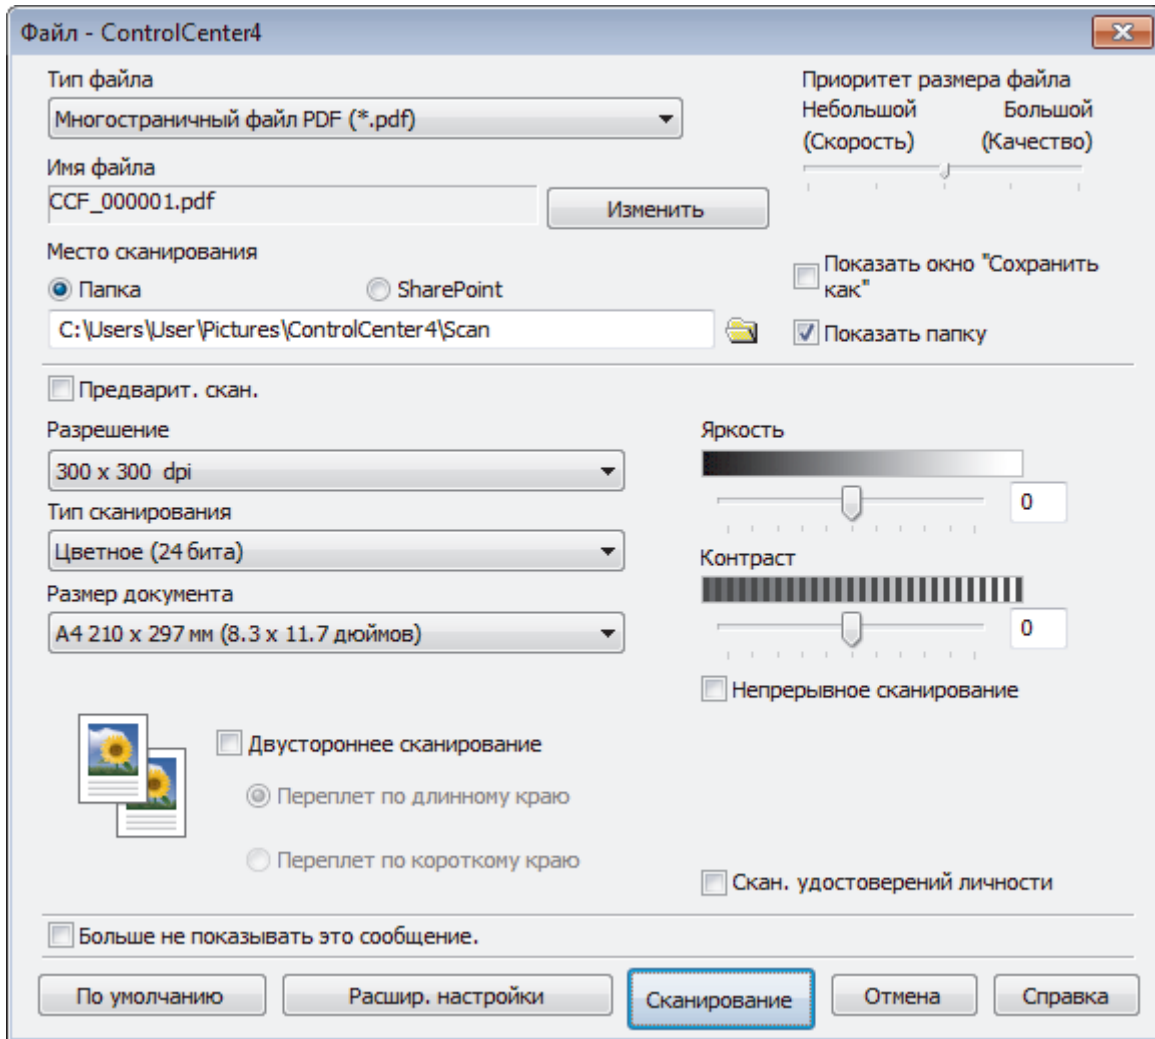 Файл - ControlCenter4
Тип файла
Многостраничный файл PDF (*.pdf)
Приоритет размера файла
Небольшой Большой
(Скорость) (Качество)
Имя файла
CCF_000001.pdf
Изменить
Место сканирования
Папка
SharePoint
C:\Users\User\Pictures\ControlCenter4\Scan
Показать окно "Сохранить
как"
Показать папку
Предварит. скан.
Разрешение
300 x 300 dpi
Тип сканирования
Цветное (24 бита)
Размер документа
A4 210 x 297 мм (8.3 x 11.7 дюймов)
Яркость
0
Контраст
0
Непрерывное сканирование
Двустороннее сканирование
Переплет по длинному краю
Переплет по короткому краю
Скан. удостоверений личности
Больше не показывать это сообщение.
По умолчанию
Расшир. настройки
Сканирование
Отмена
Справка